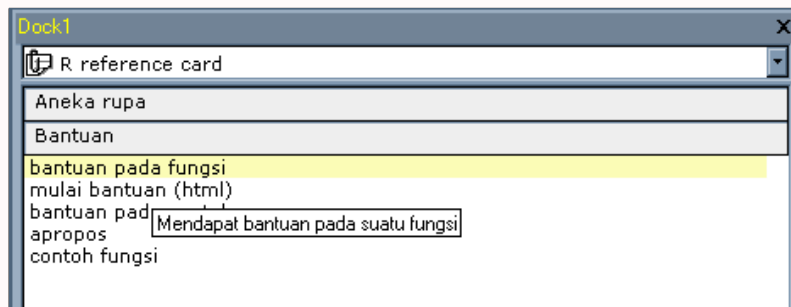 Dock1
R reference card
Aneka rupa
Bantuan
bantuan pada fungsi
mulai bantuan (html)
bantuan pad
Mendapat bantuan pada suatu fungsi
apropos
contoh fungsi